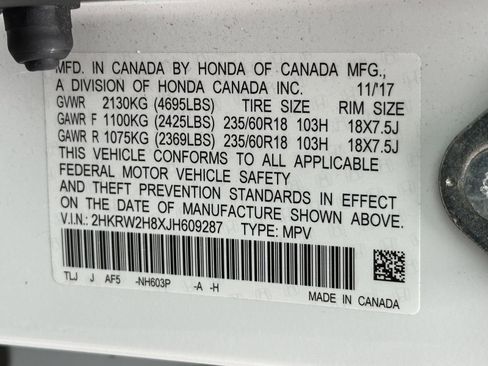 MFD. IN CANADA BY HONDA OF CANADA MFG.,
A DIVISION OF HONDA CANADA INC. 11/'17
GVWR 2130KG (4695LBS) TIRE SIZE RIM SIZE
GAWR F 1100KG (2425LBS) 235/60R18 103H 18X7.5J
GAWR R 1075KG (2369LBS) 235/60R18 103H 18X7.5J
THIS VEHICLE CONFORMS TO ALL APPLICABLE
FEDERAL MOTOR VEHICLE SAFETY
AND THEFT PREVENTION STANDARDS IN EFFECT
ON THE DATE OF MANUFACTURE SHOWN ABOVE.
V.I.N.: 2HKRW2H8XJH609287 TYPE: MPV
TLJ J AF5 -NH603P -A -H
MADE IN CANADA